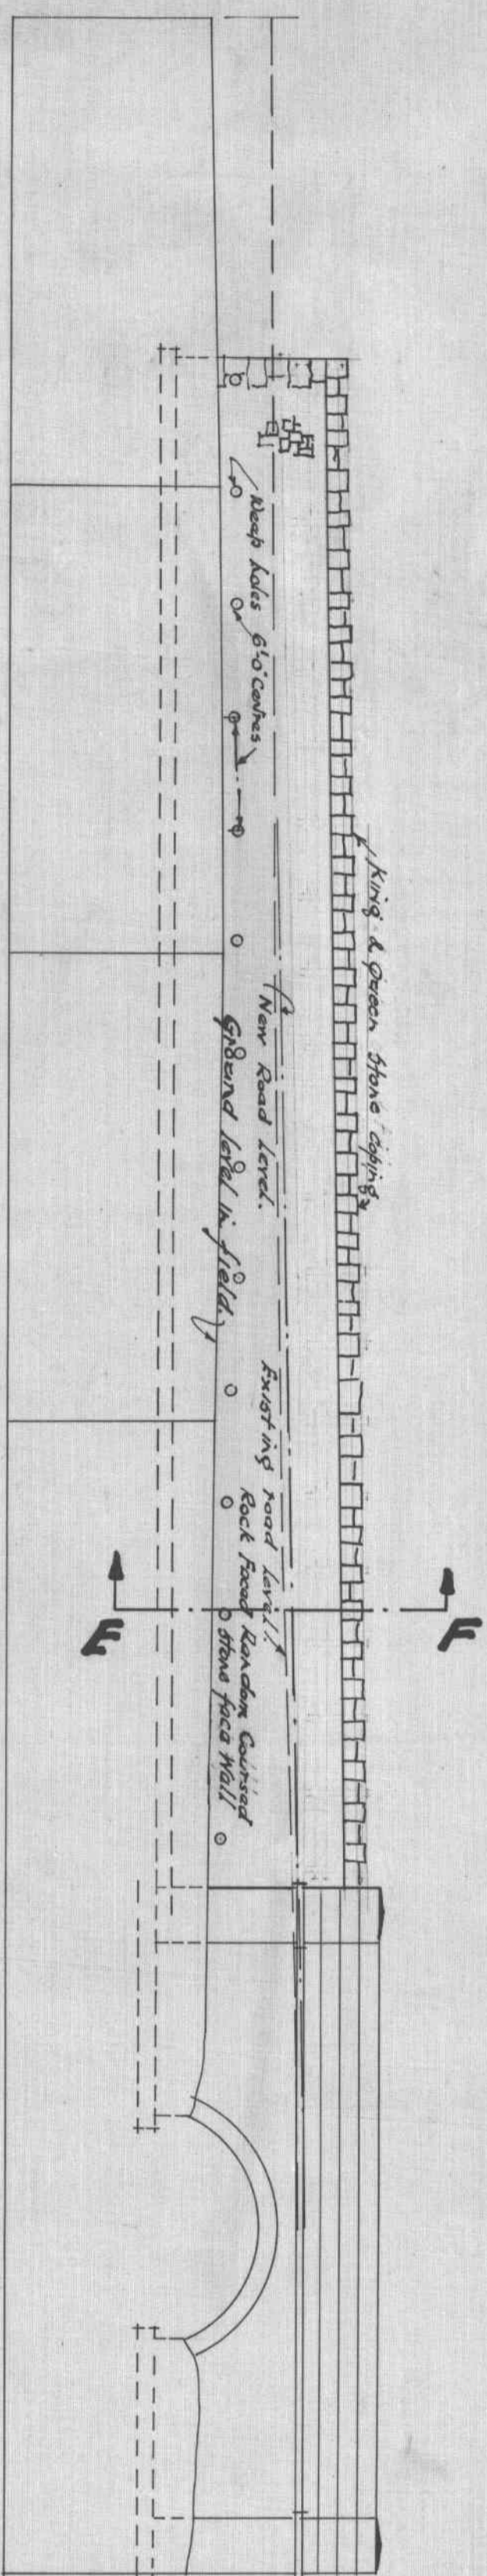 King & Queen Stone Coping
Weep holes 6'-0" Centres
New Road Level.
Ground level in field.
Existing road level
Rock Faced Random Coursed
Stone face Wall
E
F